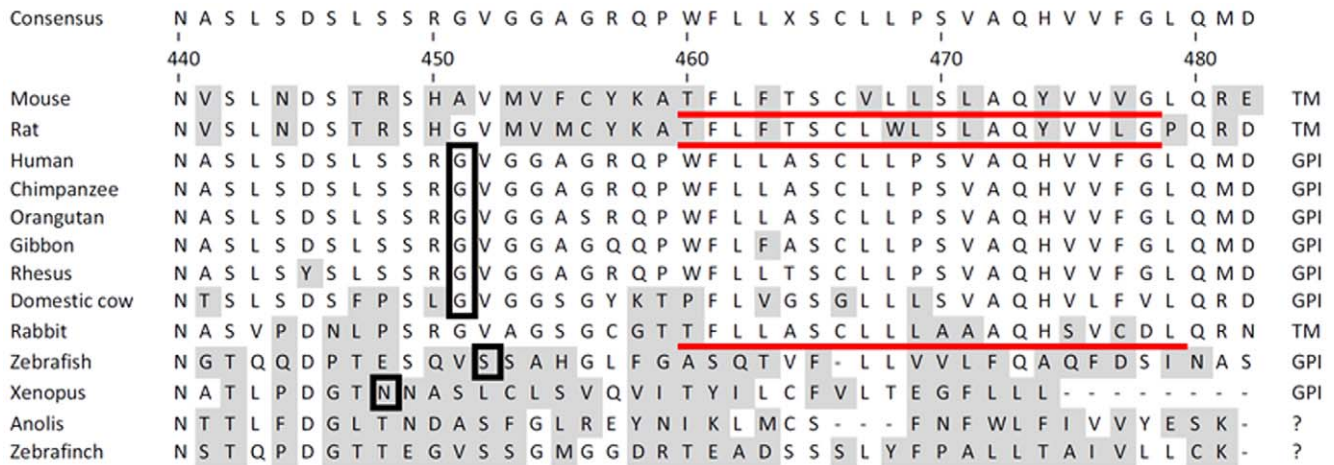 Consensus N A S L S D S L S S R G V G G A G R Q P W F L L X S C L L P S V A Q H V V F G L Q M D
440 450 460 470 480
Mouse N V S L N D S T R S H A V M V F C Y K A T F L F T S C V L L S L A Q Y V V V G L Q R E TM
Rat N V S L N D S T R S H G V M V M C Y K A T F L F T S C L W L S L A Q Y V V L G P Q R D TM
Human N A S L S D S L S S R G V G G A G R Q P W F L L A S C L L P S V A Q H V V F G L Q M D GPI
Chimpanzee N A S L S D S L S S R G V G G A G R Q P W F L L A S C L L P S V A Q H V V F G L Q M D GPI
Orangutan N A S L S D S L S S R G V G G A S R Q P W F L L A S C L L P S V A Q H V V F G L Q M D GPI
Gibbon N A S L S D S L S S R G V G G A G Q Q P W F L F A S C L L P S V A Q H V V F G L Q M D GPI
Rhesus N A S L S Y S L S S R G V G G A G R Q P W F L L T S C L L P S V A Q H V V F G L Q M D GPI
Domestic cow N T S L S D S F P S L G V G G S G Y K T P F L V G S G L L L S V A Q H V L F V L Q R D GPI
Rabbit N A S V P D N L P S R G V A G S G C G T T F L L A S C L L L A A A Q H S V C D L Q R N TM
Zebrafish N G T Q Q D P T E S Q V S S A H G L F G A S Q T V F - L L V V L F Q A Q F D S I N A S GPI
Xenopus N A T L P D G T N N A S L C L S V Q V I T Y I L C F V L T E G F L L L - - - - - - - - GPI
Anolis N T T L F D G L T N D A S F G L R E Y N I K L M C S - - - F N F W L F I V V Y E S K - ?
Zebrafinch N S T Q P D G T T E G V S S G M G G D R T E A D S S S L Y F P A L L T A I V L L C K - ?